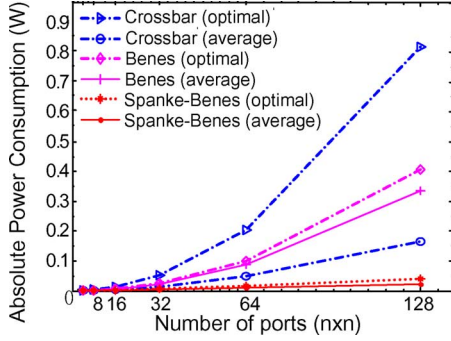 Absolute Power Consumption (W)
0.9
0.8
0.7
0.6
0.5
0.4
0.3
0.2
0.1
0
Crossbar (optimal)
Crossbar (average)
Benes (optimal)
Benes (average)
Spanke-Benes (optimal)
Spanke-Benes (average)
8 16 32 64 128
Number of ports (nxn)